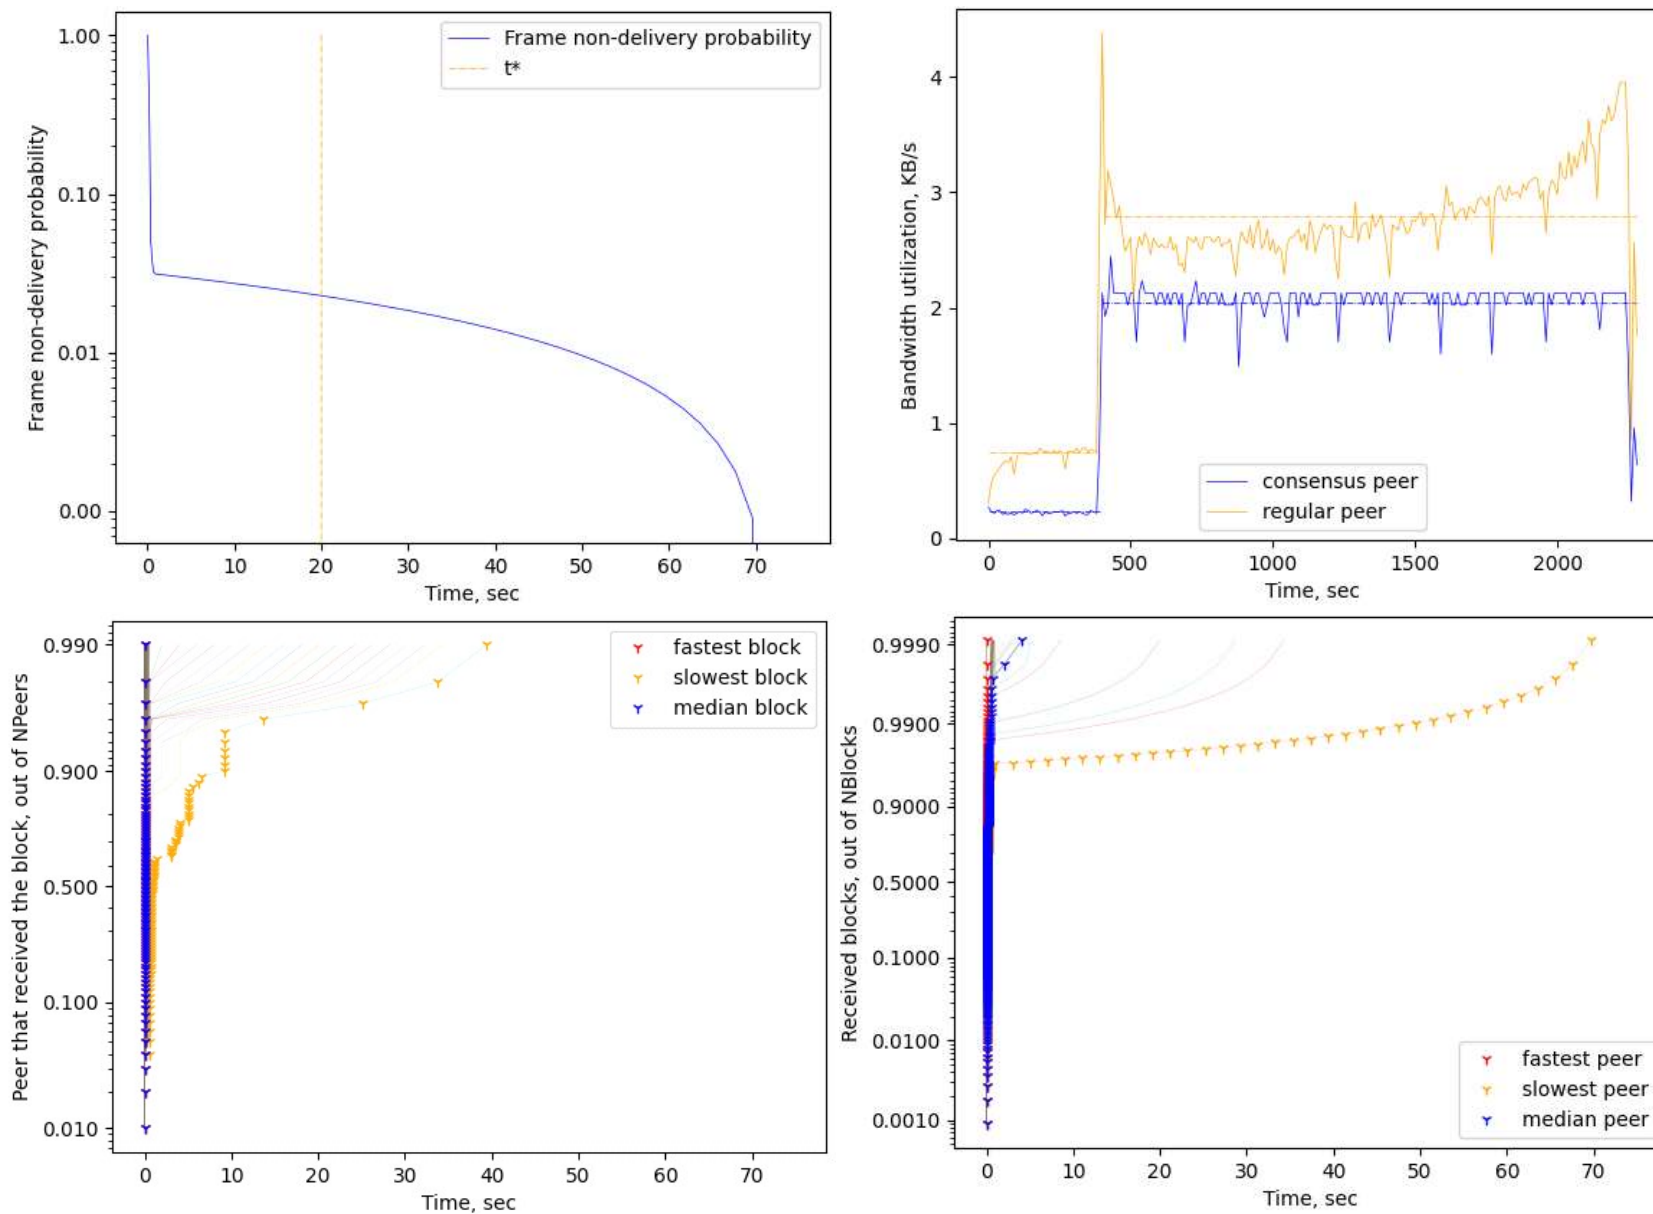 Frame non-delivery probability
1.00
0.10
0.01
0.00
Frame non-delivery probability
t*
0 10 20 30 40 50 60 70
Time, sec
Bandwidth utilization, KB/s
4
3
2
1
0
consensus peer
regular peer
0 500 1000 1500 2000
Time, sec
Peer that received the block, out of NPeers
0.990
0.900
0.500
0.100
0.010
fastest block
slowest block
median block
0 10 20 30 40 50 60 70
Time, sec
Received blocks, out of NBlocks
0.9990
0.9900
0.9000
0.5000
0.1000
0.0100
0.0010
fastest peer
slowest peer
median peer
0 10 20 30 40 50 60 70
Time, sec